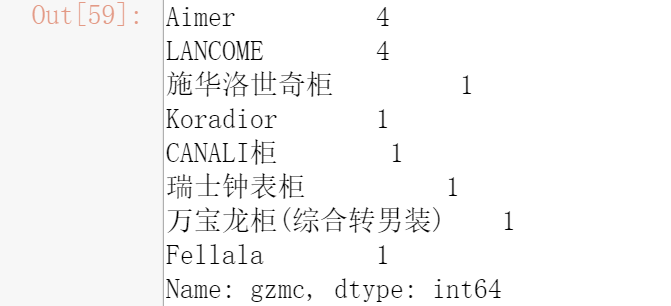 Out[59]:
Aimer 4
LANCOME 4
施华洛世奇柜 1
Koradior 1
CANALI柜 1
瑞士钟表柜 1
万宝龙柜(综合转男装) 1
Fellala 1
Name: gzmc, dtype: int64